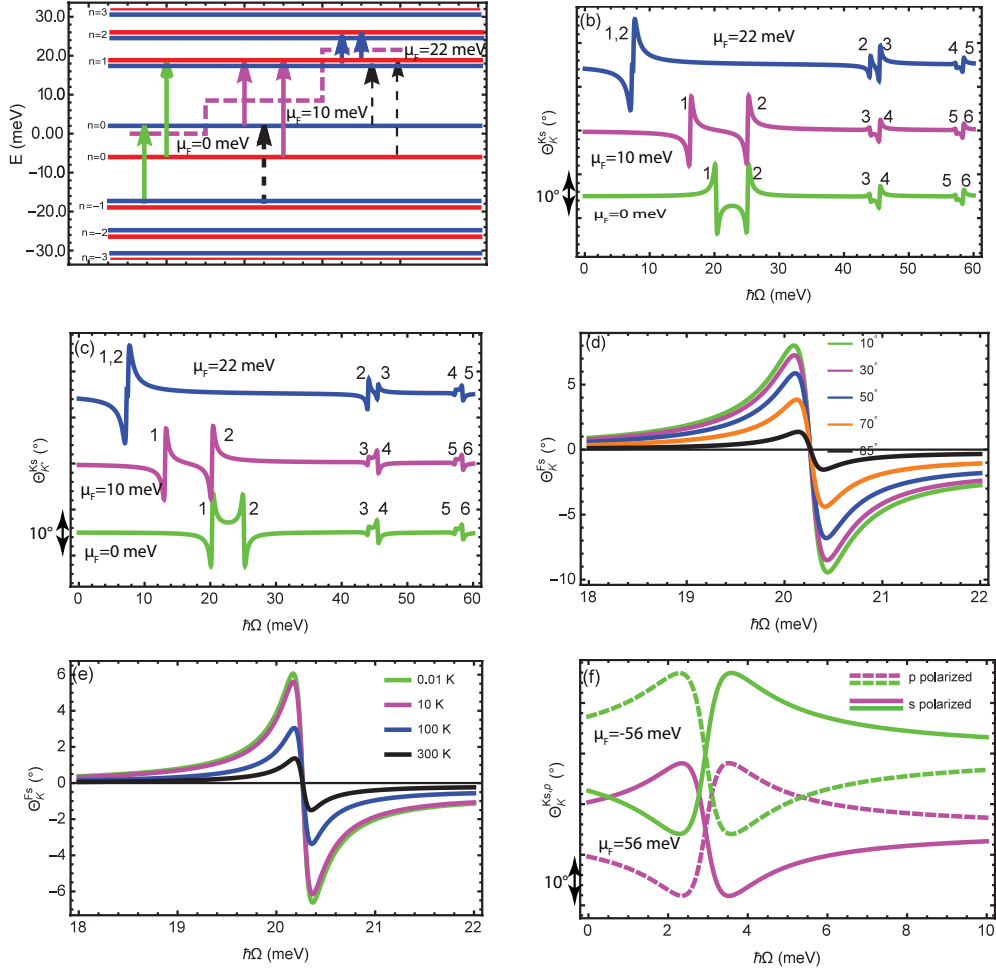 n=3
n=2
n=1
n=0
n=0
n=−1
n=−2
n=−3
30.0
20.0
10.0
0.00
−10.0
−20.0
−30.0
E (meV)
μF=22 meV
μF=10 meV
μF=0 meV
(b)
μF=22 meV
1,2
2 3
4 5
1 2
3 4
5 6
μF=10 meV
1 2
3 4
5 6
μF=0 meV
10°
ΘK^Ks (°)
0 10 20 30 40 50 60
ħΩ (meV)
(c)
μF=22 meV
1,2
2 3
4 5
1 2
3 4
5 6
μF=10 meV
1 2
3 4
5 6
μF=0 meV
10°
ΘK'^Ks (°)
0 10 20 30 40 50 60
ħΩ (meV)
(d)
10°
30°
50°
70°
85°
5
0
−5
−10
ΘK^Fs (°)
18 19 20 21 22
ħΩ (meV)
(e)
0.01 K
10 K
100 K
300 K
6
4
2
0
−2
−4
−6
ΘK^Fs (°)
18 19 20 21 22
ħΩ (meV)
(f)
p polarized
s polarized
μF=-56 meV
μF=56 meV
10°
ΘK^Ks,p (°)
0 2 4 6 8 10
ħΩ (meV)